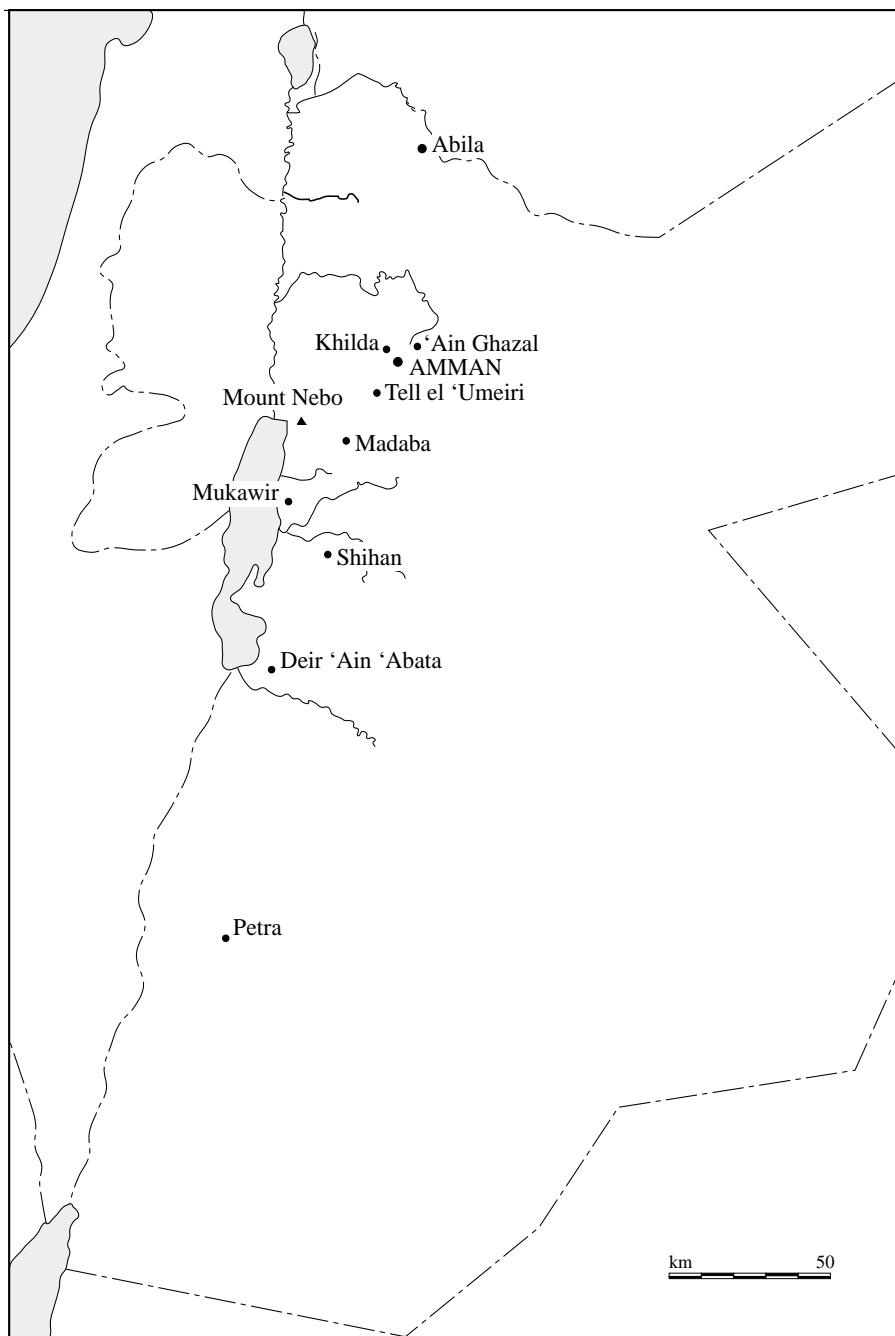 Abila
Khilda
‘Ain Ghazal
AMMAN
Tell el ‘Umeiri
Mount Nebo
Madaba
Mukawir
Shihan
Deir ‘Ain ‘Abata
Petra
km 50